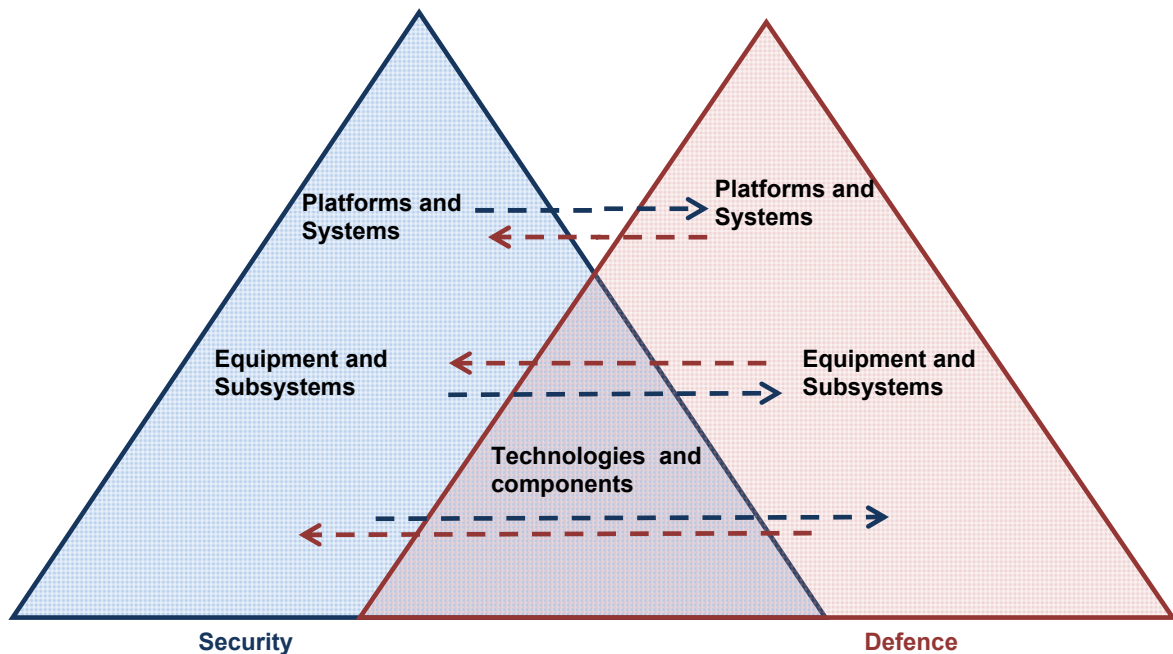 Platforms and
Systems
Platforms and
Systems
Equipment and
Subsystems
Equipment and
Subsystems
Technologies and
components
Security
Defence